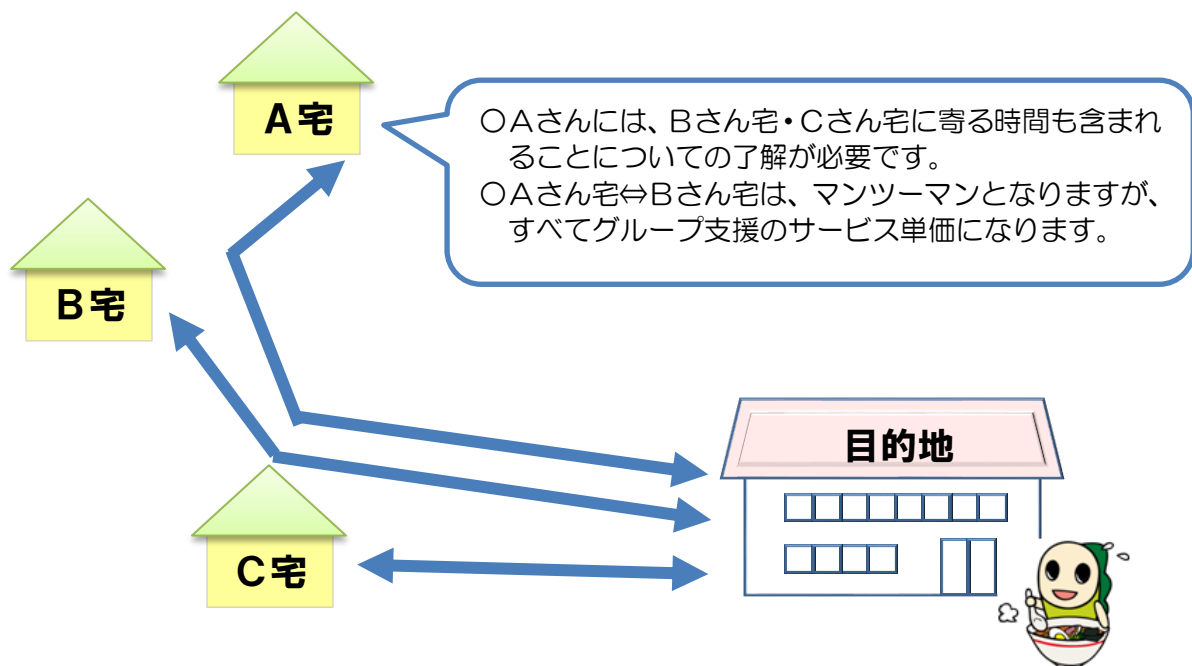 A宅
○Aさんには、Bさん宅・Cさん宅に寄る時間も含まれ
ることについての了解が必要です。
○Aさん宅⇔Bさん宅は、マンツーマンとなりますが、
すべてグループ支援のサービス単価になります。
B宅
目的地
C宅